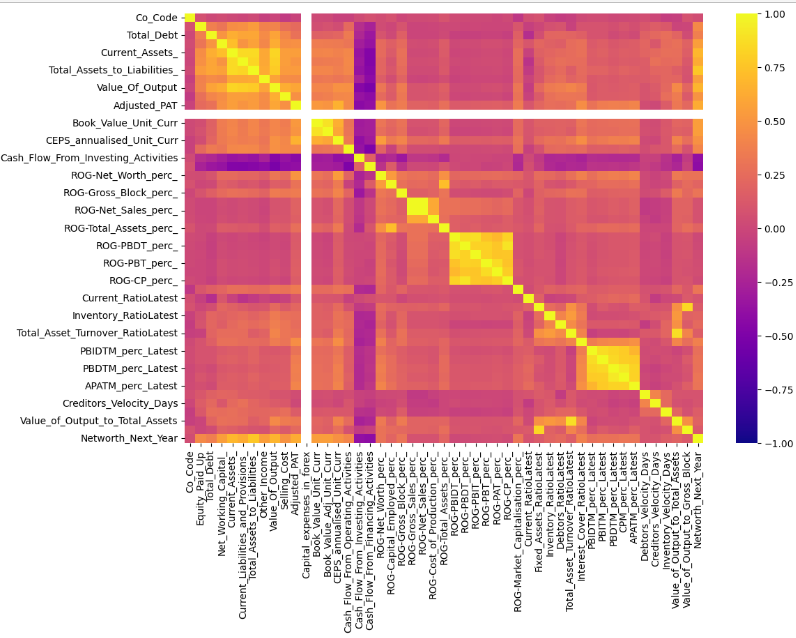 Co_Code
Total_Debt
Current_Assets_
Total_Assets_to_Liabilities_
Value_Of_Output
Adjusted_PAT
Book_Value_Unit_Curr
CEPS_annualised_Unit_Curr
Cash_Flow_From_Investing_Activities
ROG-Net_Worth_perc_
ROG-Gross_Block_perc_
ROG-Net_Sales_perc_
ROG-Total_Assets_perc_
ROG-PBDT_perc_
ROG-PBT_perc_
ROG-CP_perc_
Current_RatioLatest
Inventory_RatioLatest
Total_Asset_Turnover_RatioLatest
PBIDTM_perc_Latest
PBDTM_perc_Latest
APATM_perc_Latest
Creditors_Velocity_Days
Value_of_Output_to_Total_Assets
Networth_Next_Year
Co_Code
Equity_Paid_Up
Total_Debt
Net_Working_Capital_
Current_Assets_
Current_Liabilities_and_Provisions_
Total_Assets_to_Liabilities_
Other_Income
Value_Of_Output
Selling_Cost
Adjusted_PAT
Capital_expenses_in_forex
Book_Value_Unit_Curr
Book_Value_Adj_Unit_Curr
CEPS_annualised_Unit_Curr
Cash_Flow_From_Operating_Activities
Cash_Flow_From_Investing_Activities
Cash_Flow_From_Financing_Activities
ROG-Net_Worth_perc_
ROG-Capital_Employed_perc_
ROG-Gross_Block_perc_
ROG-Gross_Sales_perc_
ROG-Net_Sales_perc_
ROG-Cost_of_Production_perc_
ROG-Total_Assets_perc_
ROG-PBIDT_perc_
ROG-PBDT_perc_
ROG-PBIT_perc_
ROG-PBT_perc_
ROG-PAT_perc_
ROG-CP_perc_
ROG-Market_Capitalisation_perc_
Current_RatioLatest
Fixed_Assets_RatioLatest
Inventory_RatioLatest
Debtors_RatioLatest
Total_Asset_Turnover_RatioLatest
Interest_Cover_RatioLatest
PBIDTM_perc_Latest
PBITM_perc_Latest
PBDTM_perc_Latest
CPM_perc_Latest
APATM_perc_Latest
Debtors_Velocity_Days
Creditors_Velocity_Days
Inventory_Velocity_Days
Value_of_Output_to_Total_Assets
Value_of_Output_to_Gross_Block
Networth_Next_Year
1.00
0.75
0.50
0.25
0.00
−0.25
−0.50
−0.75
−1.00